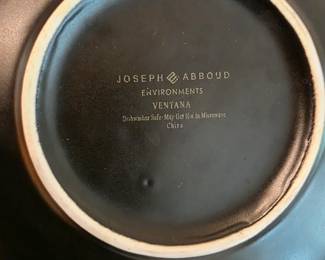 JOSEPH ABBOUD
ENVIRONMENTS
VENTANA
Dishwasher Safe-May Get Hot in Microwave
China